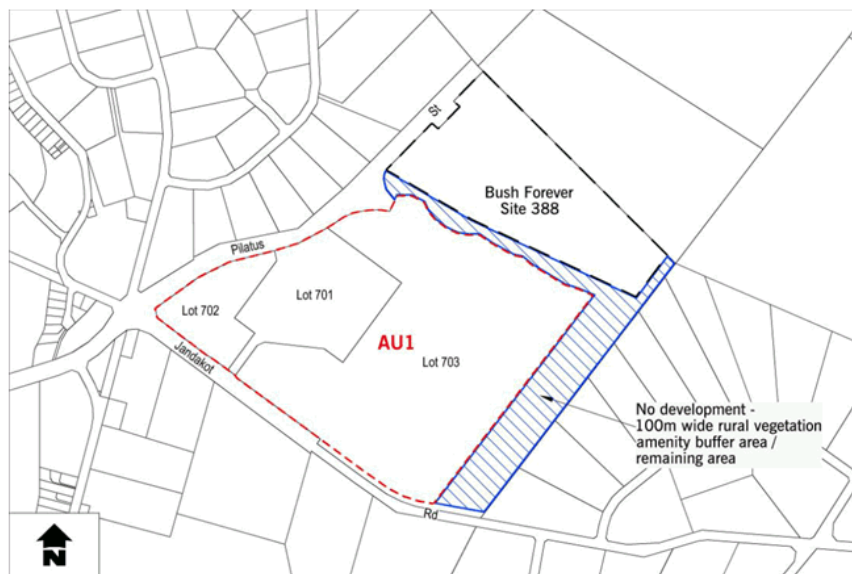 St
Bush Forever
Site 388
Pilatus
Lot 701
Lot 702
AU1
Jandakot
Lot 703
No development -
100m wide rural vegetation
amenity buffer area /
remaining area
Rd
N